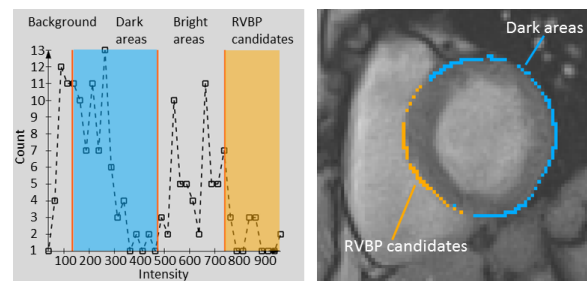 Background
Dark areas
Bright areas
RVBP candidates
13
12
11
10
9
8
7
6
5
4
3
2
1
Count
100 200 300 400 500 600 700 800 900
Intensity
Dark areas
RVBP candidates